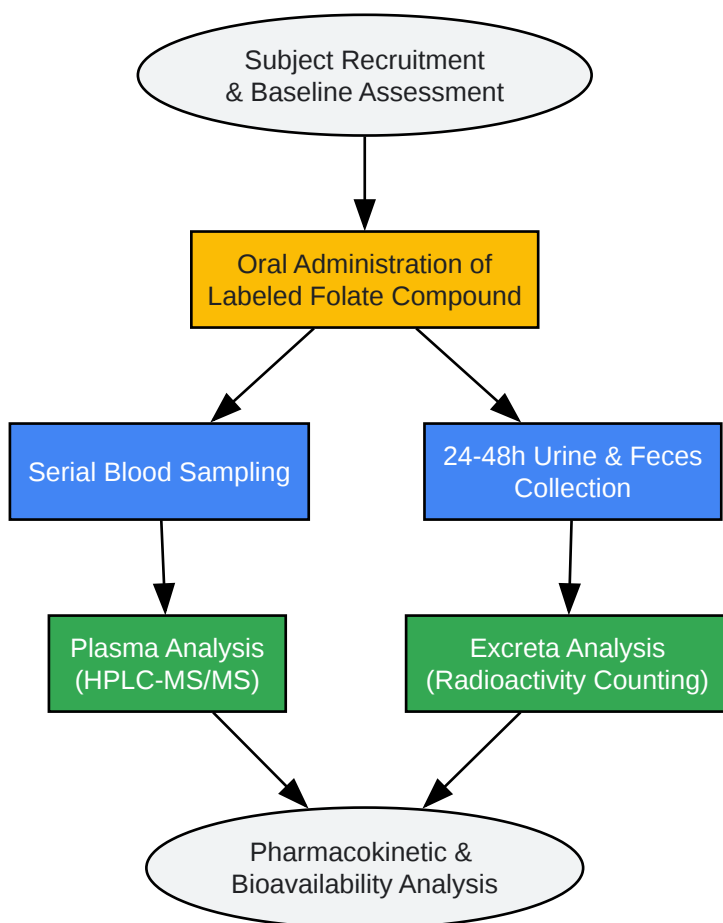 Subject Recruitment
& Baseline Assessment
Oral Administration of
Labeled Folate Compound
Serial Blood Sampling
24-48h Urine & Feces
Collection
Plasma Analysis
(HPLC-MS/MS)
Excreta Analysis
(Radioactivity Counting)
Pharmacokinetic &
Bioavailability Analysis